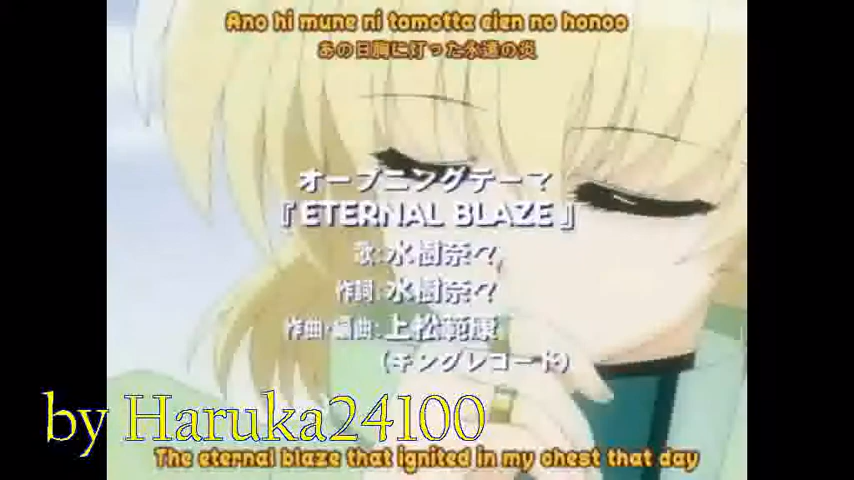 Ano hi mune ni tomotta eien no honoo
あの日胸に灯った永遠の炎
オープニングテーマ
『ETERNAL BLAZE』
歌:水樹奈々
作詞:水樹奈々
作曲・編曲:上松範康
(キングレコード)
by Haruka24100
The eternal blaze that ignited in my chest that day